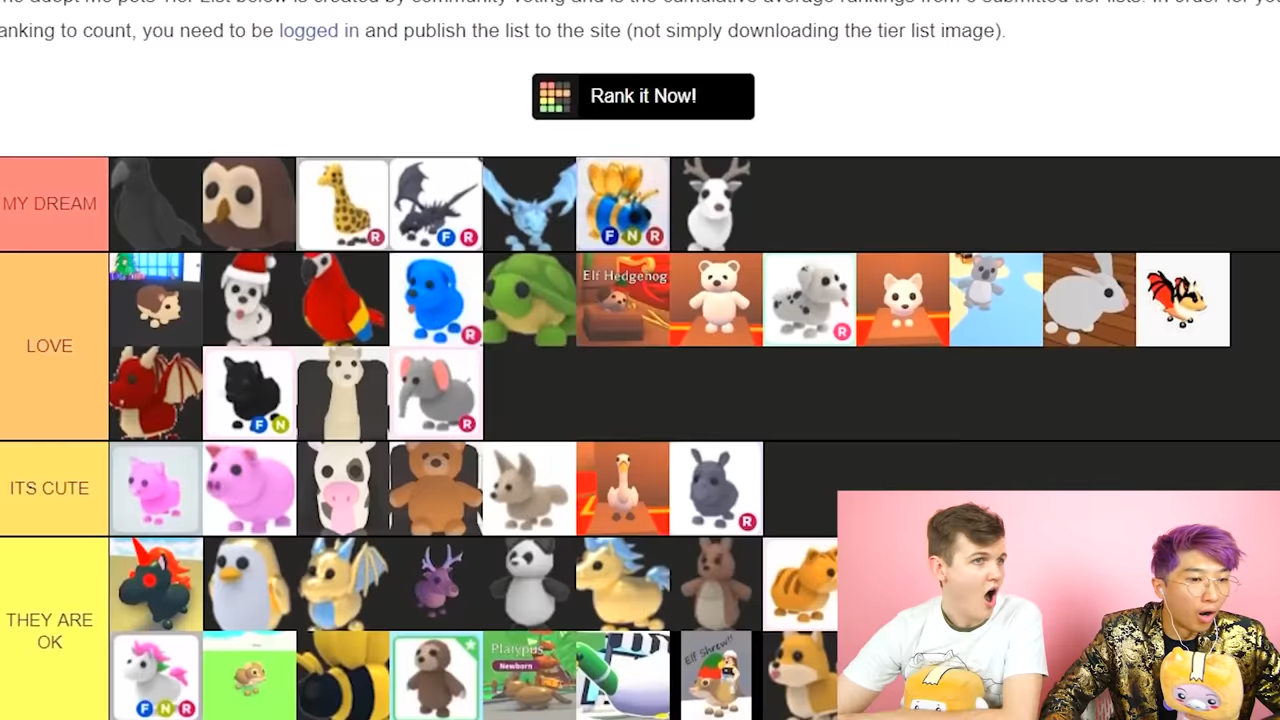 anking to count, you need to be logged in and publish the list to the site (not simply downloading the tier list image).
Rank it Now!
MY DREAM
R
F R
F N R
LOVE
R
Elf Hedgehog
R
F N
R
ITS CUTE
R
THEY ARE
OK
F N R
Platypus
Newborn
Elf Shrew!!